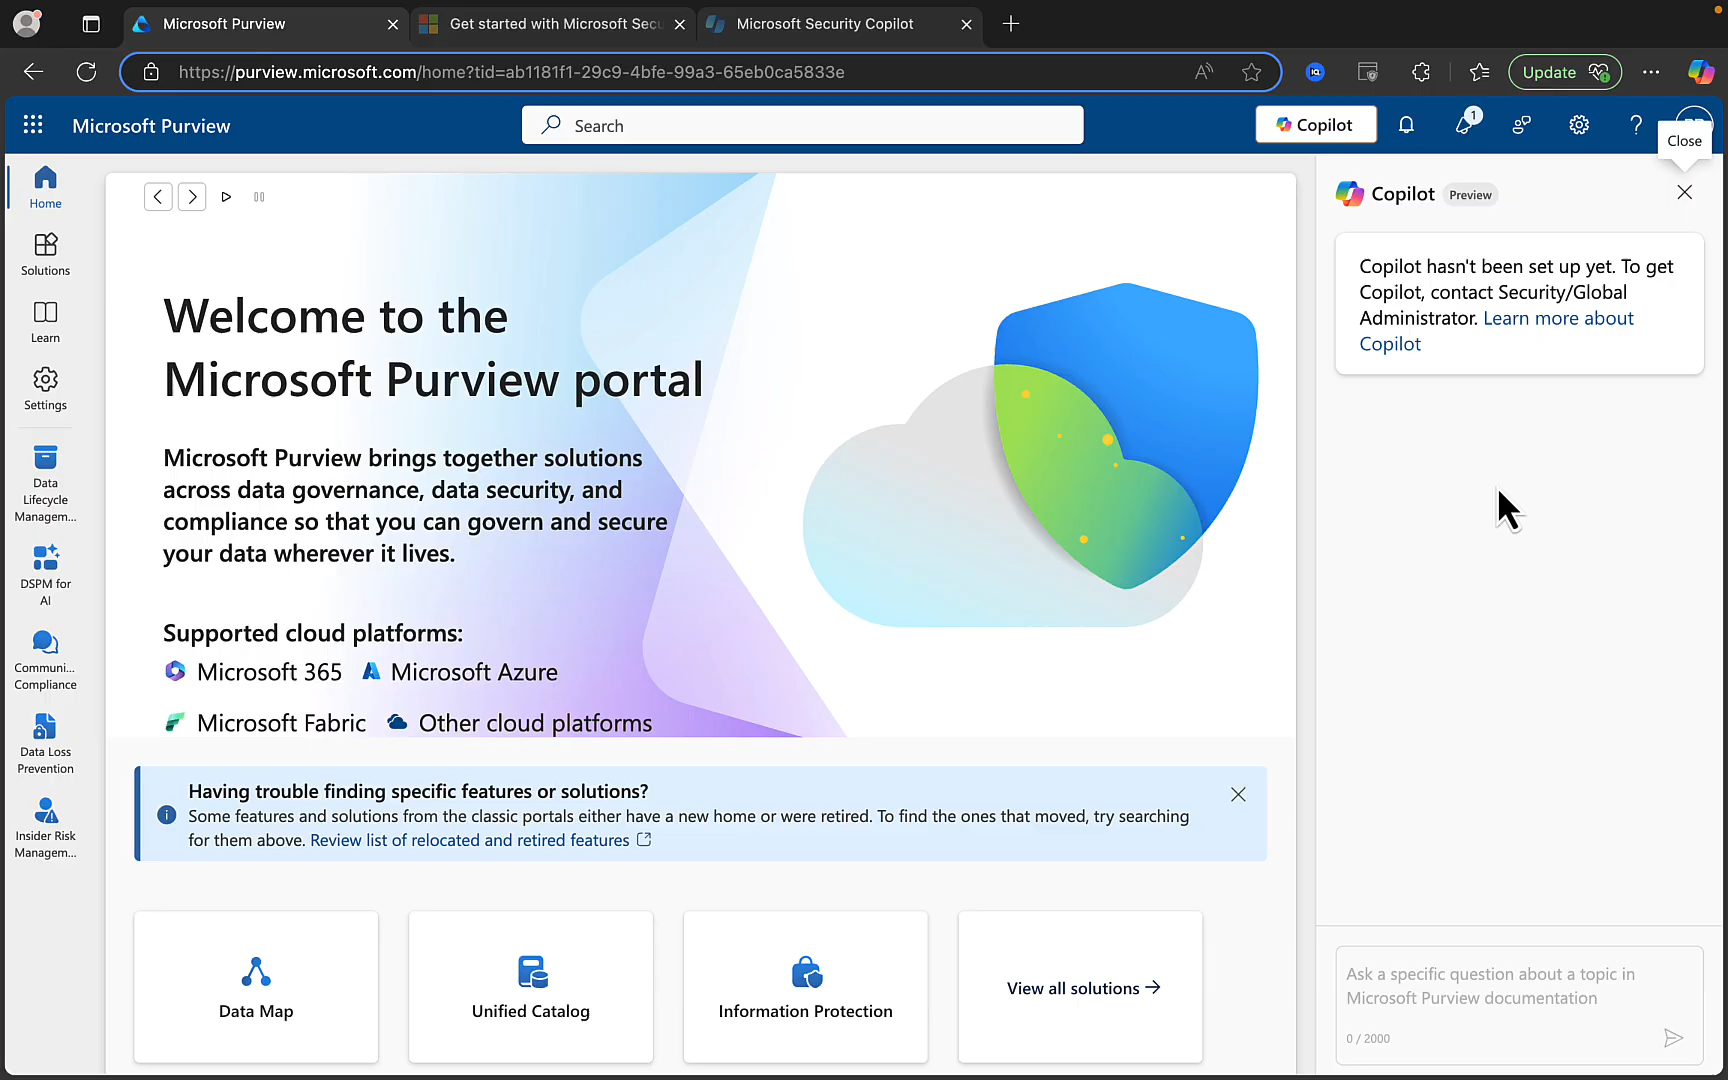 Microsoft Purview
Get started with Microsoft Secu
Microsoft Security Copilot
https://purview.microsoft.com/home?tid=ab1181f1-29c9-4bfe-99a3-65eb0ca5833e
Update
Microsoft Purview
Search
Copilot
1
Close
Home
Solutions
Learn
Settings
Data
Lifecycle
Managem...
DSPM for
AI
Communi...
Compliance
Data Loss
Prevention
Insider Risk
Managem...
Welcome to the
Microsoft Purview portal
Microsoft Purview brings together solutions
across data governance, data security, and
compliance so that you can govern and secure
your data wherever it lives.
Supported cloud platforms:
Microsoft 365 Microsoft Azure
Microsoft Fabric Other cloud platforms
Having trouble finding specific features or solutions?
Some features and solutions from the classic portals either have a new home or were retired. To find the ones that moved, try searching
for them above. Review list of relocated and retired features
Data Map
Unified Catalog
Information Protection
View all solutions
Copilot Preview
Copilot hasn't been set up yet. To get
Copilot, contact Security/Global
Administrator. Learn more about
Copilot
Ask a specific question about a topic in
Microsoft Purview documentation
0 / 2000